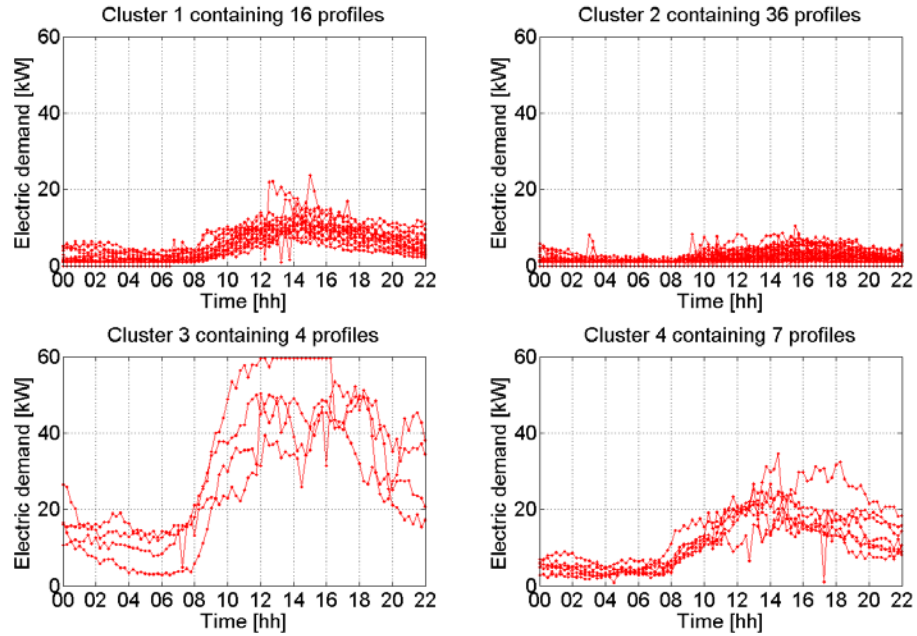 Cluster 1 containing 16 profiles
Electric demand [kW]
60
40
20
0
00 02 04 06 08 10 12 14 16 18 20 22
Time [hh]
Cluster 2 containing 36 profiles
Electric demand [kW]
60
40
20
0
00 02 04 06 08 10 12 14 16 18 20 22
Time [hh]
Cluster 3 containing 4 profiles
Electric demand [kW]
60
40
20
0
00 02 04 06 08 10 12 14 16 18 20 22
Time [hh]
Cluster 4 containing 7 profiles
Electric demand [kW]
60
40
20
0
00 02 04 06 08 10 12 14 16 18 20 22
Time [hh]